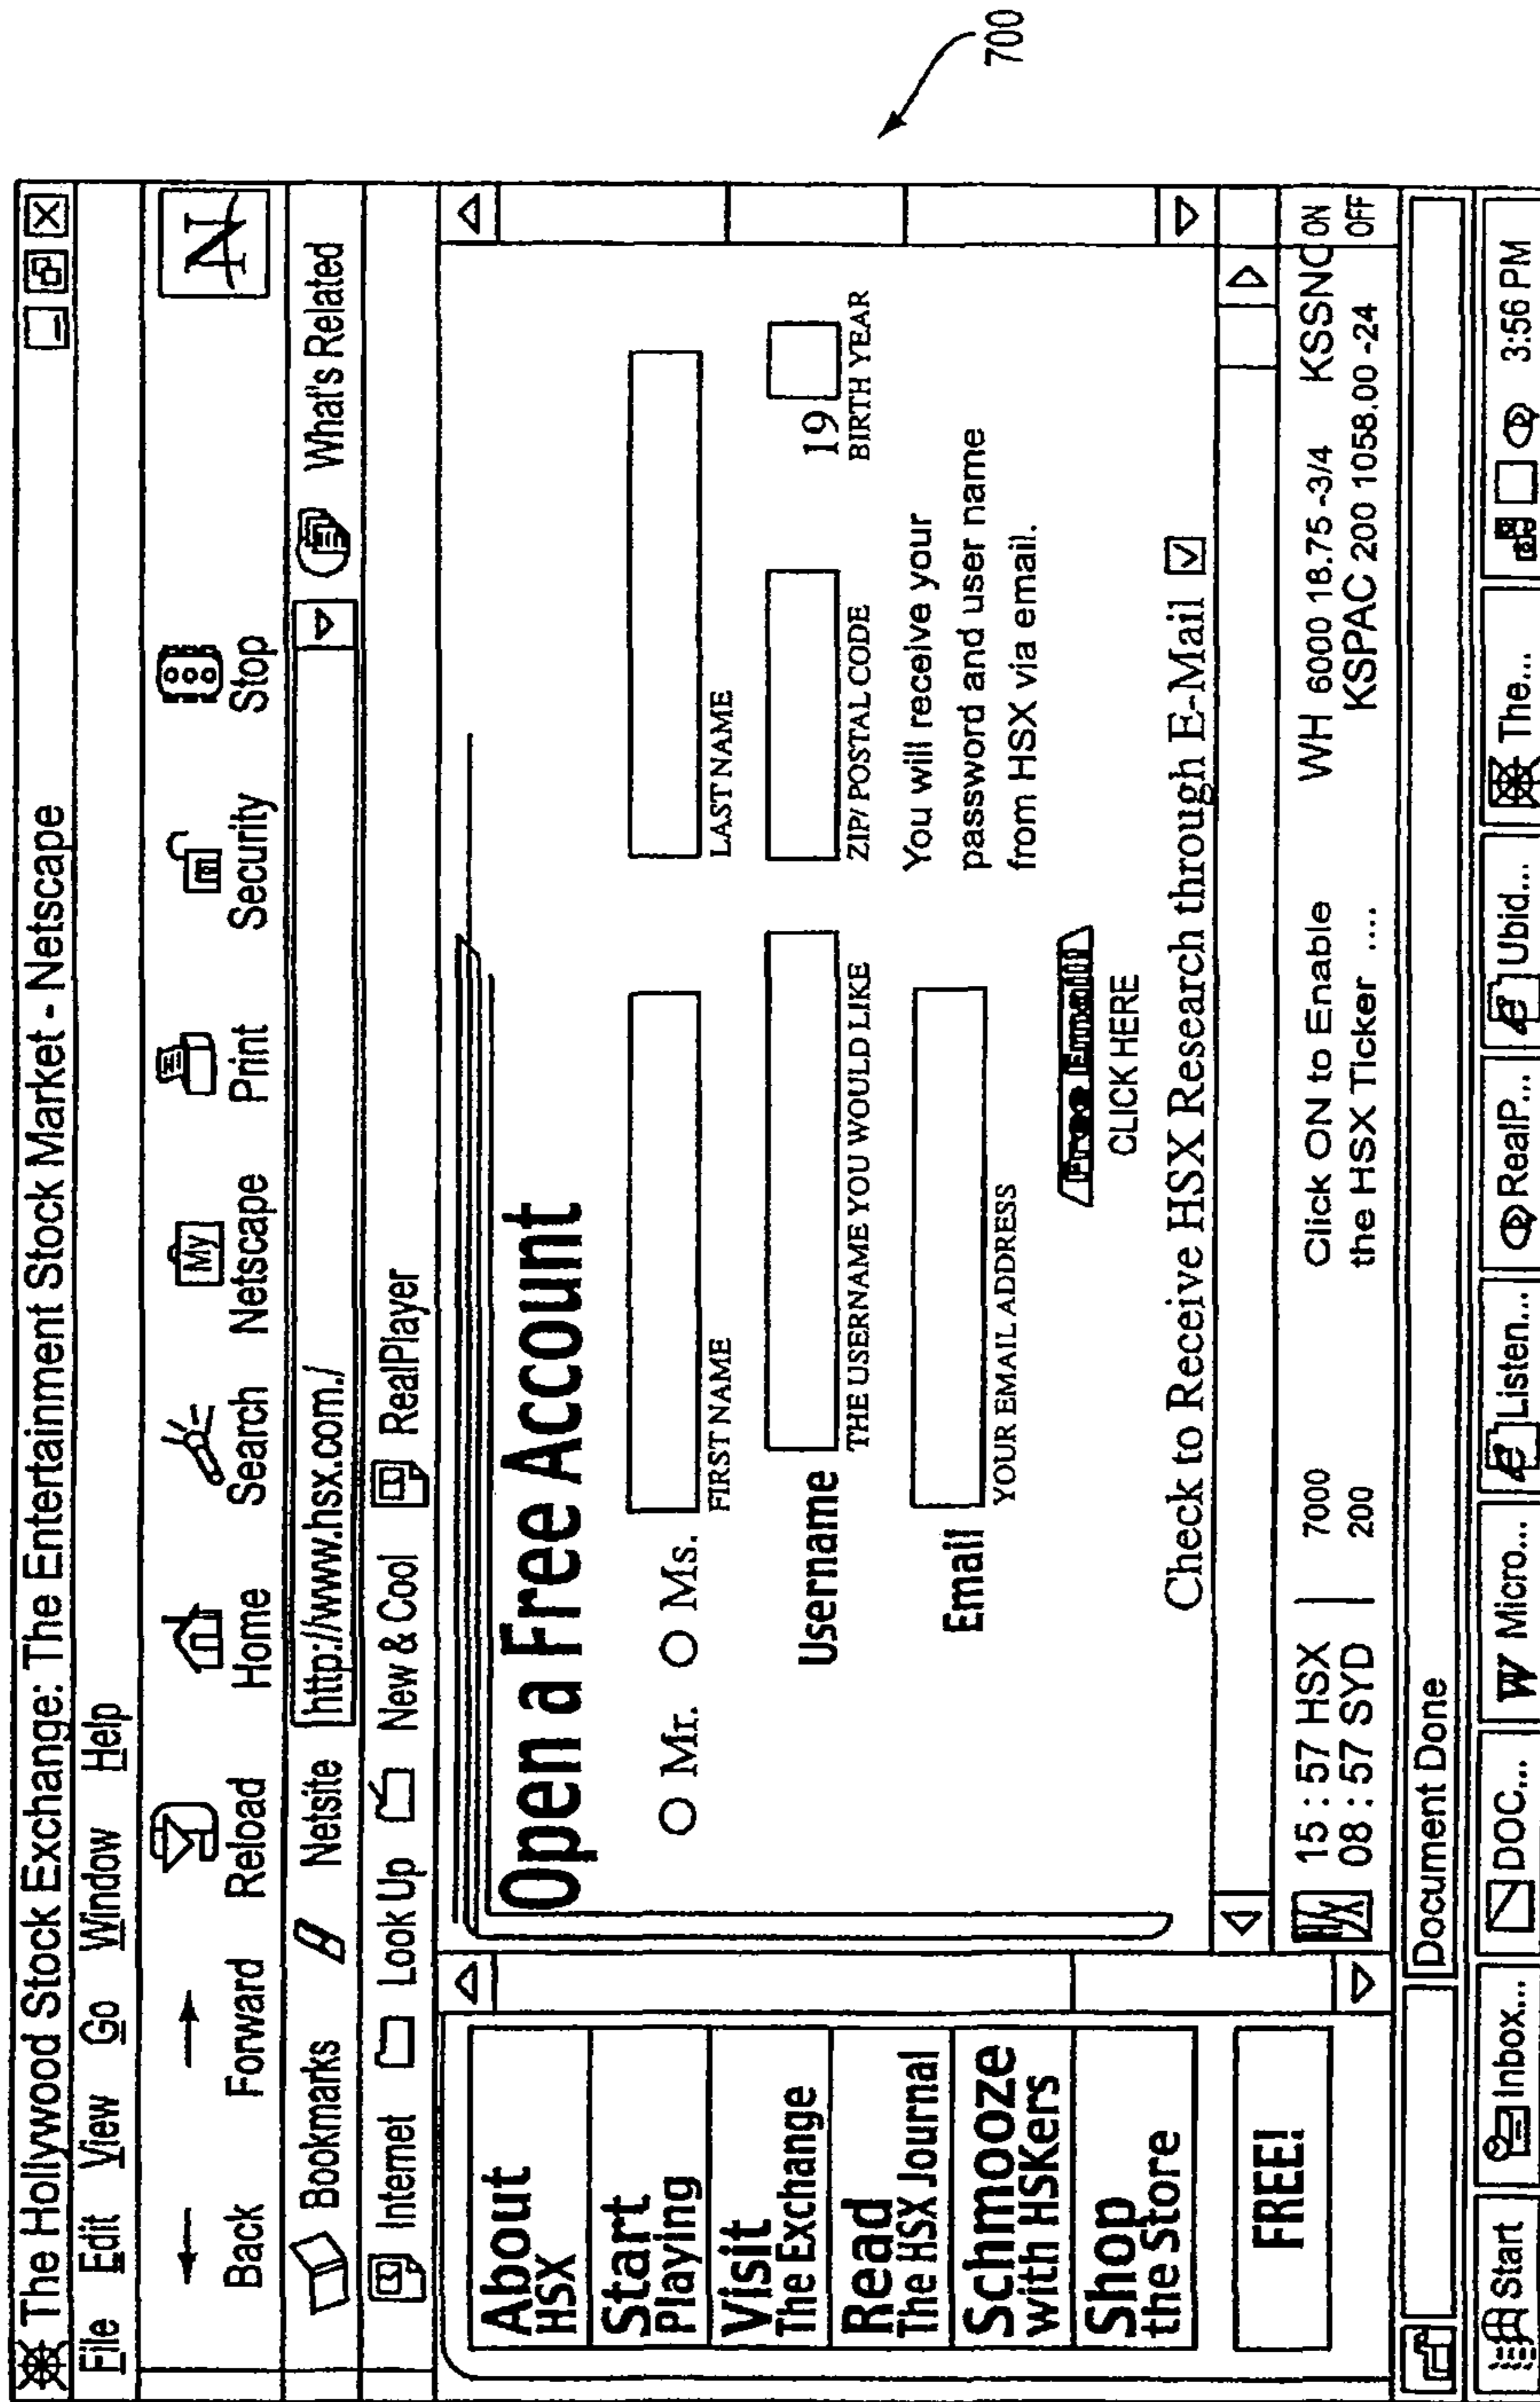 The Hollywood Stock Exchange: The Entertainment Stock Market - Netscape
File Edit View Go Window Help
Back Forward Reload Home Search My Netscape Print Security Stop N
Bookmarks Netsite http://www.hsx.com./ What's Related
Internet Look Up New & Cool RealPlayer
About
HSX
Start
Playing
Visit
The Exchange
Read
The HSX Journal
Schmooze
with HSKers
Shop
the Store
FREE!
Open a Free Account
Mr. Ms.
FIRST NAME LAST NAME
Username 19
THE USERNAME YOU WOULD LIKE ZIP/ POSTAL CODE BIRTH YEAR
Email
YOUR EMAIL ADDRESS
You will receive your
password and user name
from HSX via email.
Free Email!
CLICK HERE
Check to Receive HSX Research through E-Mail
15 : 57 HSX 7000 Click ON to Enable WH 6000 18.75 -3/4 KSSNO ON
08 : 57 SYD 200 the HSX Ticker .... KSPAC 200 1058.00 -24 OFF
Document Done
Start Inbox... DOC... W Micro... Listen... RealP... Ubid... The... 3:56 PM
700